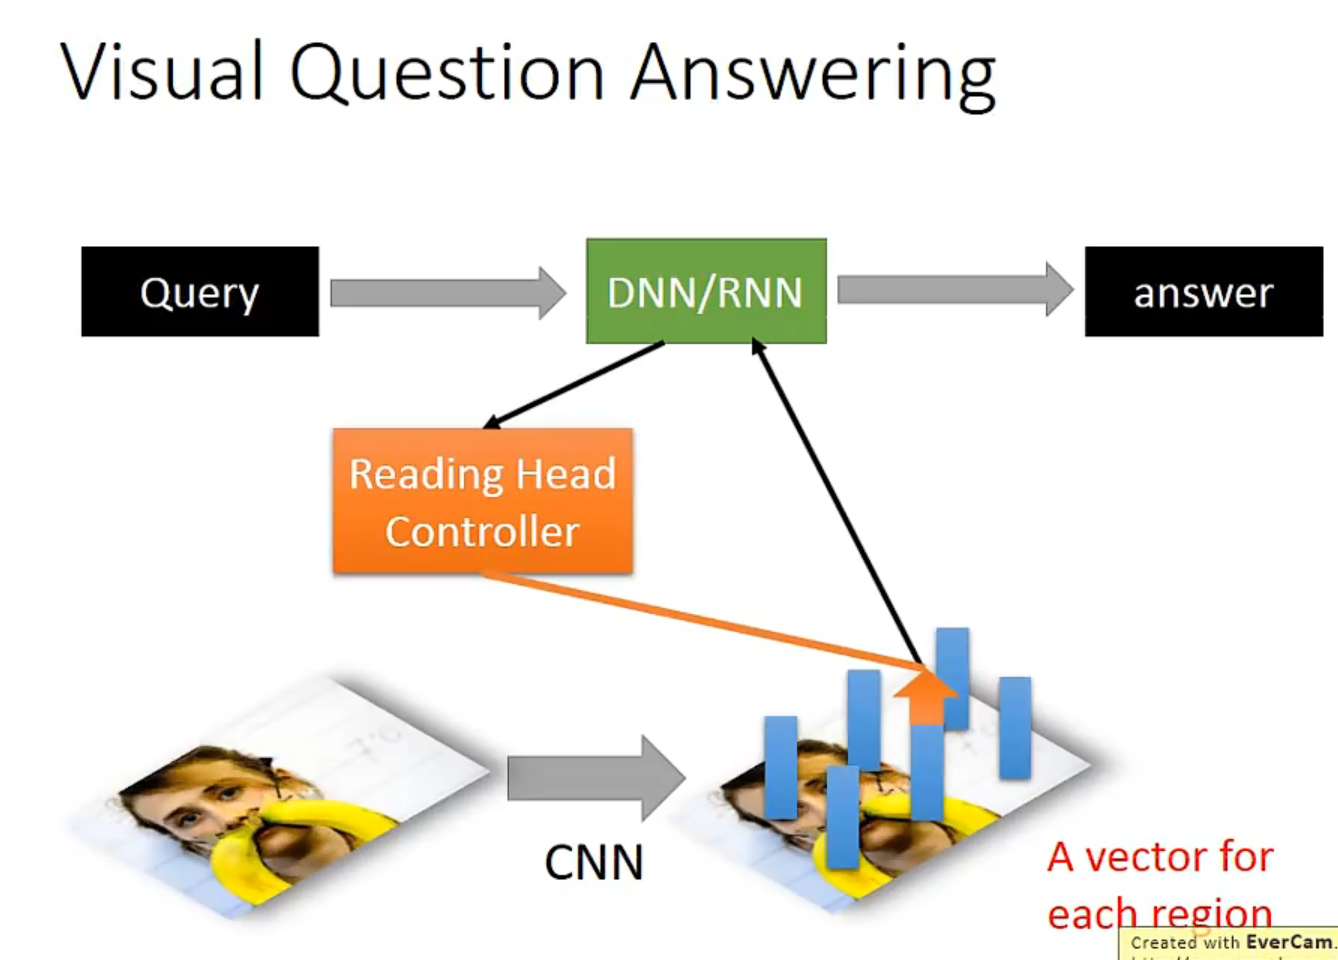 Visual Question Answering
Query
DNN/RNN
answer
Reading Head
Controller
CNN
A vector for
each region
Created with EverCam.